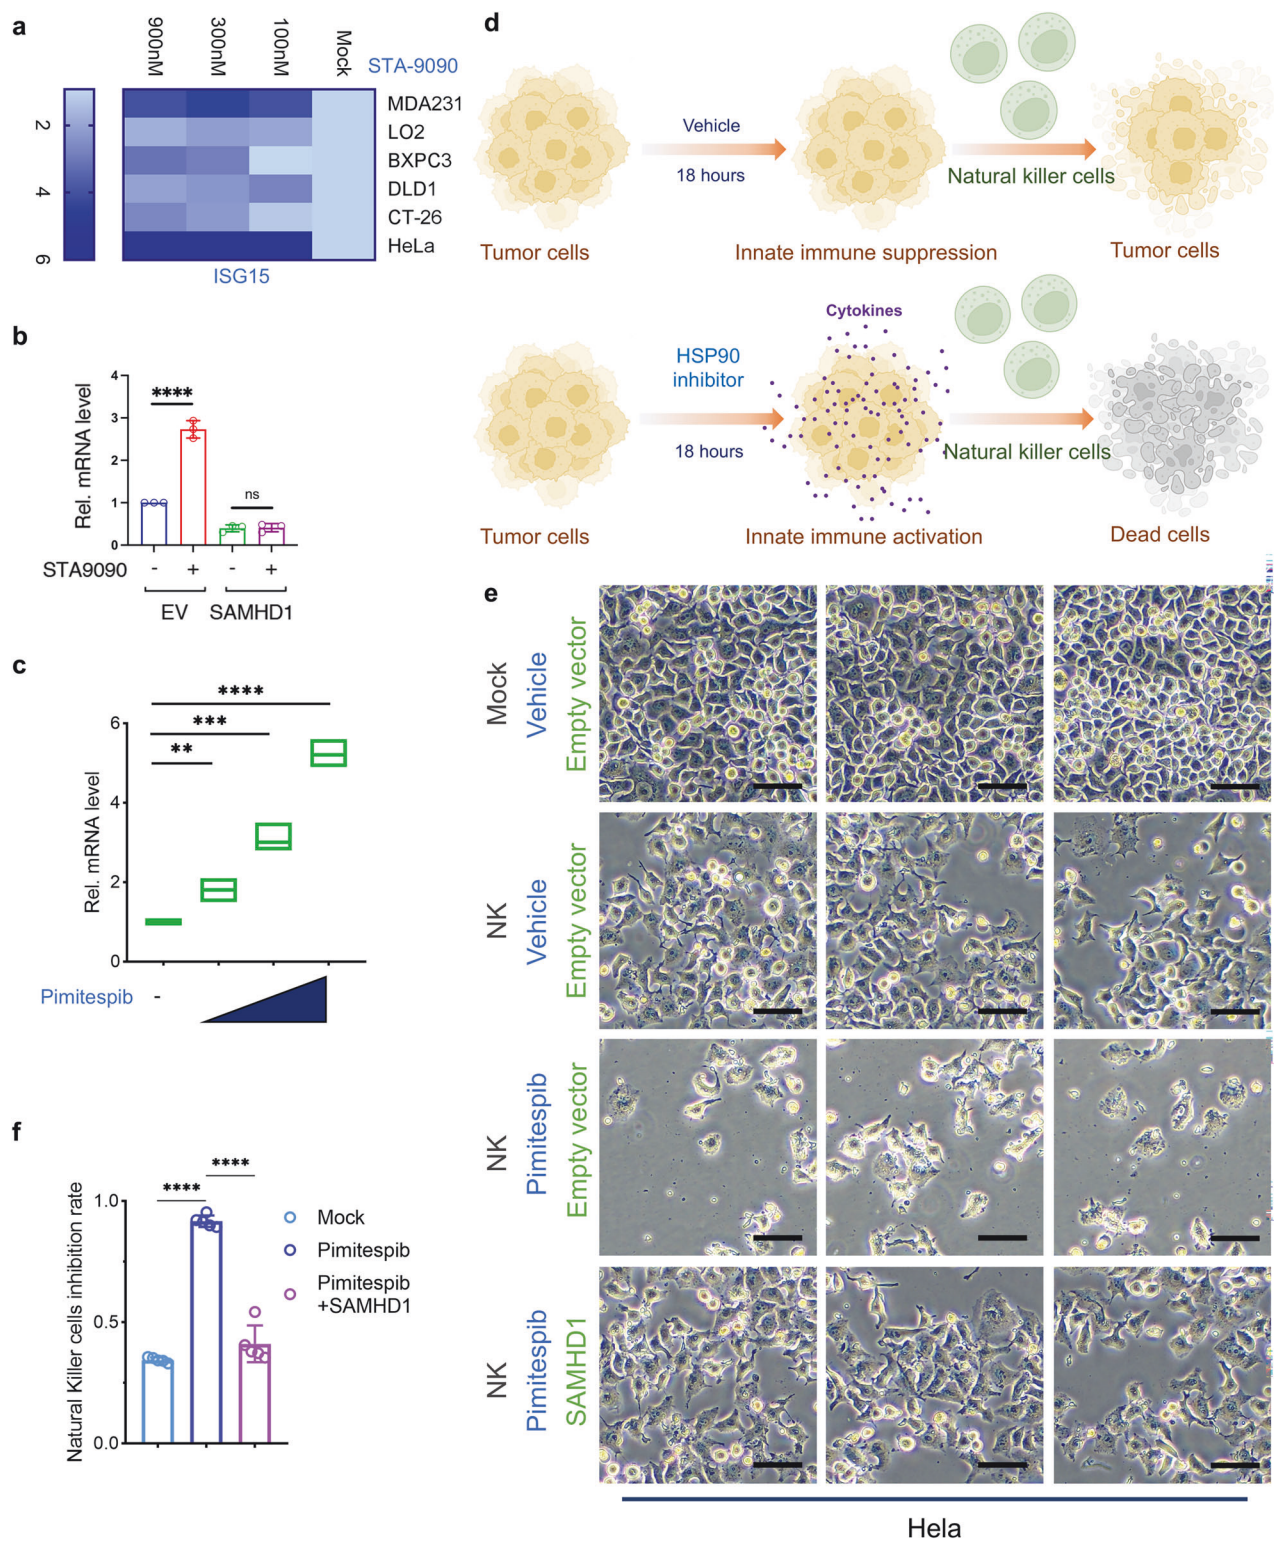 a
900nM
300nM
100nM
Mock
STA-9090
2
4
6
MDA231
LO2
BXPC3
DLD1
CT-26
HeLa
ISG15
b
Rel. mRNA level
4
3
2
1
0
****
ns
STA9090
- + - +
EV SAMHD1
c
Rel. mRNA level
6
4
2
0
****
***
**
Pimitespib
-
f
Natural Killer cells inhibition rate
1.0
0.5
0.0
****
****
Mock
Pimitespib
Pimitespib
+SAMHD1
d
Vehicle
18 hours
Natural killer cells
Tumor cells
Innate immune suppression
Tumor cells
Cytokines
HSP90
inhibitor
18 hours
Natural killer cells
Tumor cells
Innate immune activation
Dead cells
e
Mock
Vehicle
Empty vector
NK
Vehicle
Empty vector
NK
Pimitespib
Empty vector
NK
Pimitespib
SAMHD1
Hela